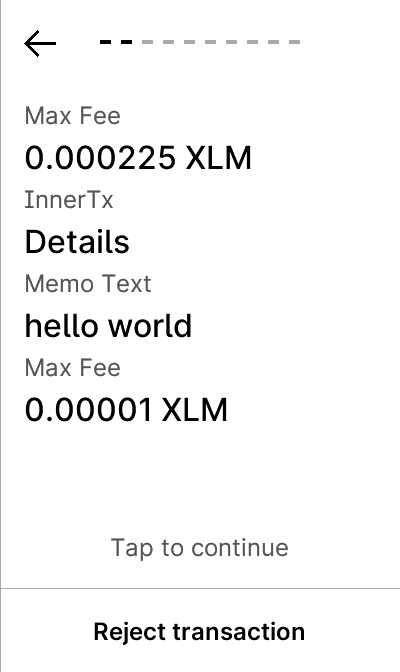 Max Fee
0.000225 XLM
InnerTx
Details
Memo Text
hello world
Max Fee
0.00001 XLM
Tap to continue
Reject transaction